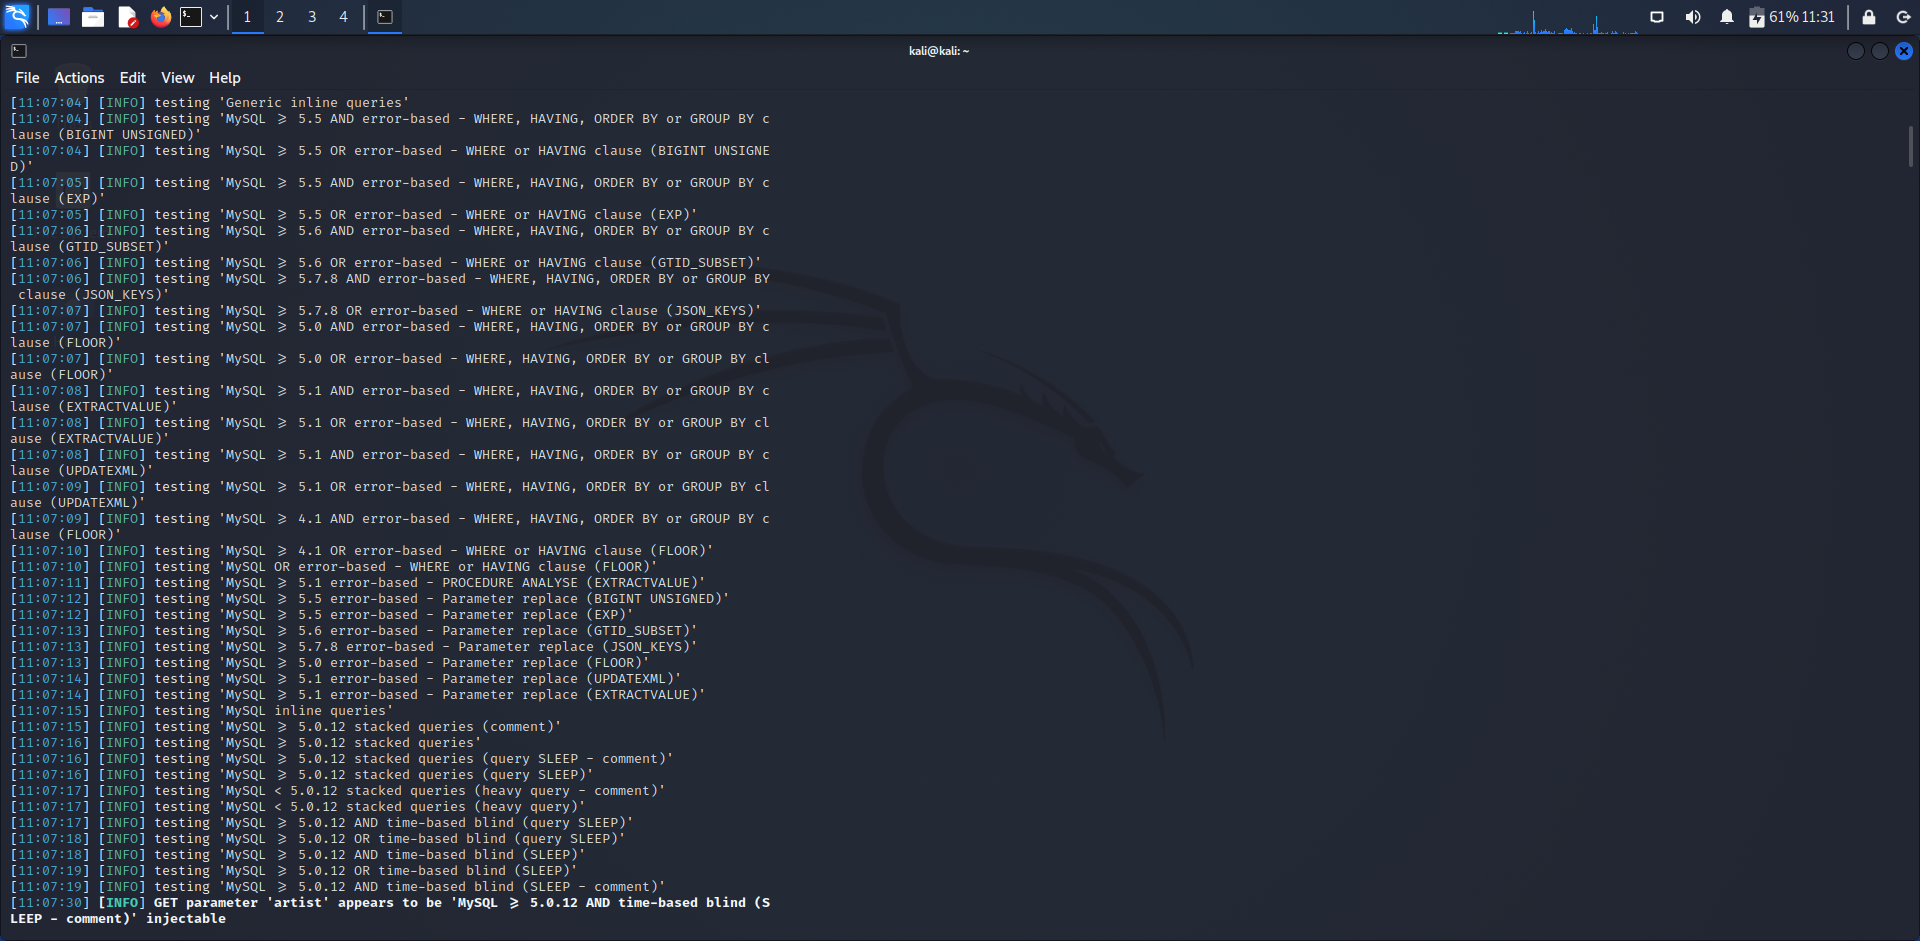 1 2 3 4
61% 11:31
kali@kali: ~
File Actions Edit View Help
[11:07:04] [INFO] testing 'Generic inline queries'
[11:07:04] [INFO] testing 'MySQL ≥ 5.5 AND error-based - WHERE, HAVING, ORDER BY or GROUP BY c
lause (BIGINT UNSIGNED)'
[11:07:04] [INFO] testing 'MySQL ≥ 5.5 OR error-based - WHERE or HAVING clause (BIGINT UNSIGNE
D)'
[11:07:05] [INFO] testing 'MySQL ≥ 5.5 AND error-based - WHERE, HAVING, ORDER BY or GROUP BY c
lause (EXP)'
[11:07:05] [INFO] testing 'MySQL ≥ 5.5 OR error-based - WHERE or HAVING clause (EXP)'
[11:07:06] [INFO] testing 'MySQL ≥ 5.6 AND error-based - WHERE, HAVING, ORDER BY or GROUP BY c
lause (GTID_SUBSET)'
[11:07:06] [INFO] testing 'MySQL ≥ 5.6 OR error-based - WHERE or HAVING clause (GTID_SUBSET)'
[11:07:06] [INFO] testing 'MySQL ≥ 5.7.8 AND error-based - WHERE, HAVING, ORDER BY or GROUP BY
 clause (JSON_KEYS)'
[11:07:07] [INFO] testing 'MySQL ≥ 5.7.8 OR error-based - WHERE or HAVING clause (JSON_KEYS)'
[11:07:07] [INFO] testing 'MySQL ≥ 5.0 AND error-based - WHERE, HAVING, ORDER BY or GROUP BY c
lause (FLOOR)'
[11:07:07] [INFO] testing 'MySQL ≥ 5.0 OR error-based - WHERE, HAVING, ORDER BY or GROUP BY cl
ause (FLOOR)'
[11:07:08] [INFO] testing 'MySQL ≥ 5.1 AND error-based - WHERE, HAVING, ORDER BY or GROUP BY c
lause (EXTRACTVALUE)'
[11:07:08] [INFO] testing 'MySQL ≥ 5.1 OR error-based - WHERE, HAVING, ORDER BY or GROUP BY cl
ause (EXTRACTVALUE)'
[11:07:08] [INFO] testing 'MySQL ≥ 5.1 AND error-based - WHERE, HAVING, ORDER BY or GROUP BY c
lause (UPDATEXML)'
[11:07:09] [INFO] testing 'MySQL ≥ 5.1 OR error-based - WHERE, HAVING, ORDER BY or GROUP BY cl
ause (UPDATEXML)'
[11:07:09] [INFO] testing 'MySQL ≥ 4.1 AND error-based - WHERE, HAVING, ORDER BY or GROUP BY c
lause (FLOOR)'
[11:07:10] [INFO] testing 'MySQL ≥ 4.1 OR error-based - WHERE or HAVING clause (FLOOR)'
[11:07:10] [INFO] testing 'MySQL OR error-based - WHERE or HAVING clause (FLOOR)'
[11:07:11] [INFO] testing 'MySQL ≥ 5.1 error-based - PROCEDURE ANALYSE (EXTRACTVALUE)'
[11:07:12] [INFO] testing 'MySQL ≥ 5.5 error-based - Parameter replace (BIGINT UNSIGNED)'
[11:07:12] [INFO] testing 'MySQL ≥ 5.5 error-based - Parameter replace (EXP)'
[11:07:13] [INFO] testing 'MySQL ≥ 5.6 error-based - Parameter replace (GTID_SUBSET)'
[11:07:13] [INFO] testing 'MySQL ≥ 5.7.8 error-based - Parameter replace (JSON_KEYS)'
[11:07:13] [INFO] testing 'MySQL ≥ 5.0 error-based - Parameter replace (FLOOR)'
[11:07:14] [INFO] testing 'MySQL ≥ 5.1 error-based - Parameter replace (UPDATEXML)'
[11:07:14] [INFO] testing 'MySQL ≥ 5.1 error-based - Parameter replace (EXTRACTVALUE)'
[11:07:15] [INFO] testing 'MySQL inline queries'
[11:07:15] [INFO] testing 'MySQL ≥ 5.0.12 stacked queries (comment)'
[11:07:16] [INFO] testing 'MySQL ≥ 5.0.12 stacked queries'
[11:07:16] [INFO] testing 'MySQL ≥ 5.0.12 stacked queries (query SLEEP - comment)'
[11:07:16] [INFO] testing 'MySQL ≥ 5.0.12 stacked queries (query SLEEP)'
[11:07:17] [INFO] testing 'MySQL < 5.0.12 stacked queries (heavy query - comment)'
[11:07:17] [INFO] testing 'MySQL < 5.0.12 stacked queries (heavy query)'
[11:07:17] [INFO] testing 'MySQL ≥ 5.0.12 AND time-based blind (query SLEEP)'
[11:07:18] [INFO] testing 'MySQL ≥ 5.0.12 OR time-based blind (query SLEEP)'
[11:07:18] [INFO] testing 'MySQL ≥ 5.0.12 AND time-based blind (SLEEP)'
[11:07:19] [INFO] testing 'MySQL ≥ 5.0.12 OR time-based blind (SLEEP)'
[11:07:19] [INFO] testing 'MySQL ≥ 5.0.12 AND time-based blind (SLEEP - comment)'
[11:07:30] [INFO] GET parameter 'artist' appears to be 'MySQL ≥ 5.0.12 AND time-based blind (S
LEEP - comment)' injectable